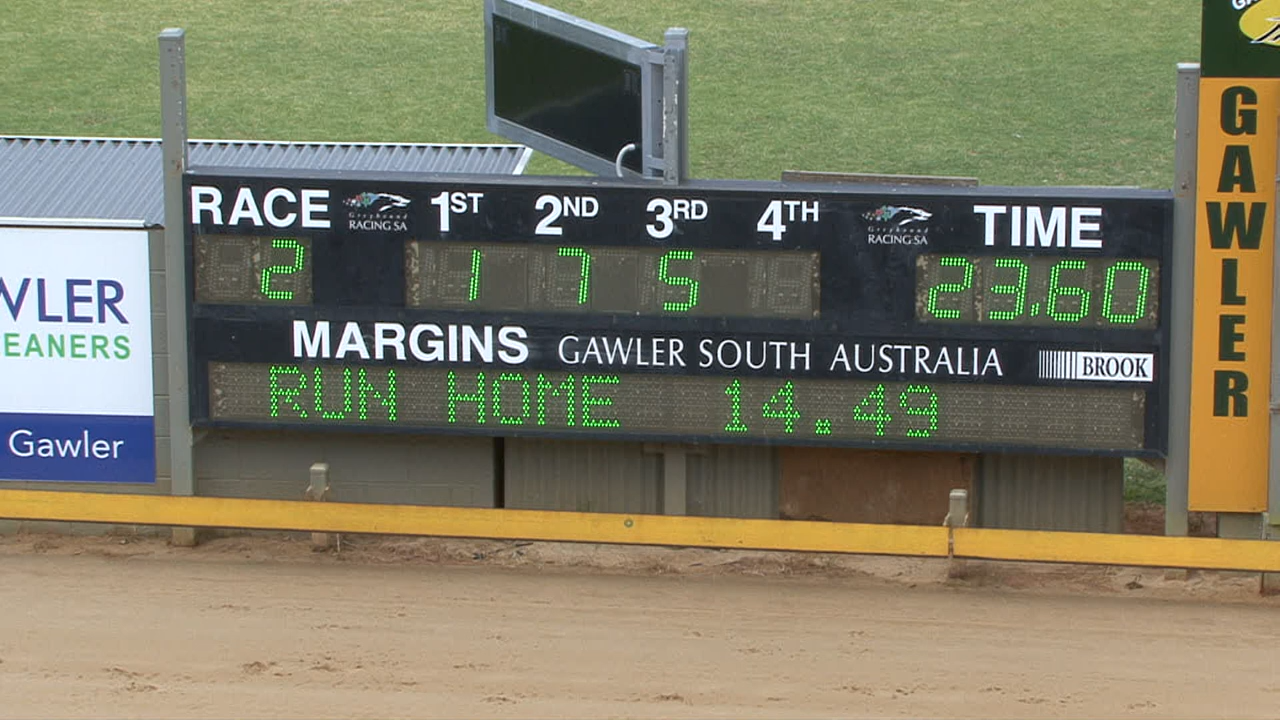 GAWLER
RACE 1ST 2ND 3RD 4TH TIME
Greyhound
RACING SA
Greyhound
RACING SA
2 1 7 5 23.60
MARGINS GAWLER SOUTH AUSTRALIA BROOK
RUN HOME 14.49
WLER
EANERS
Gawler